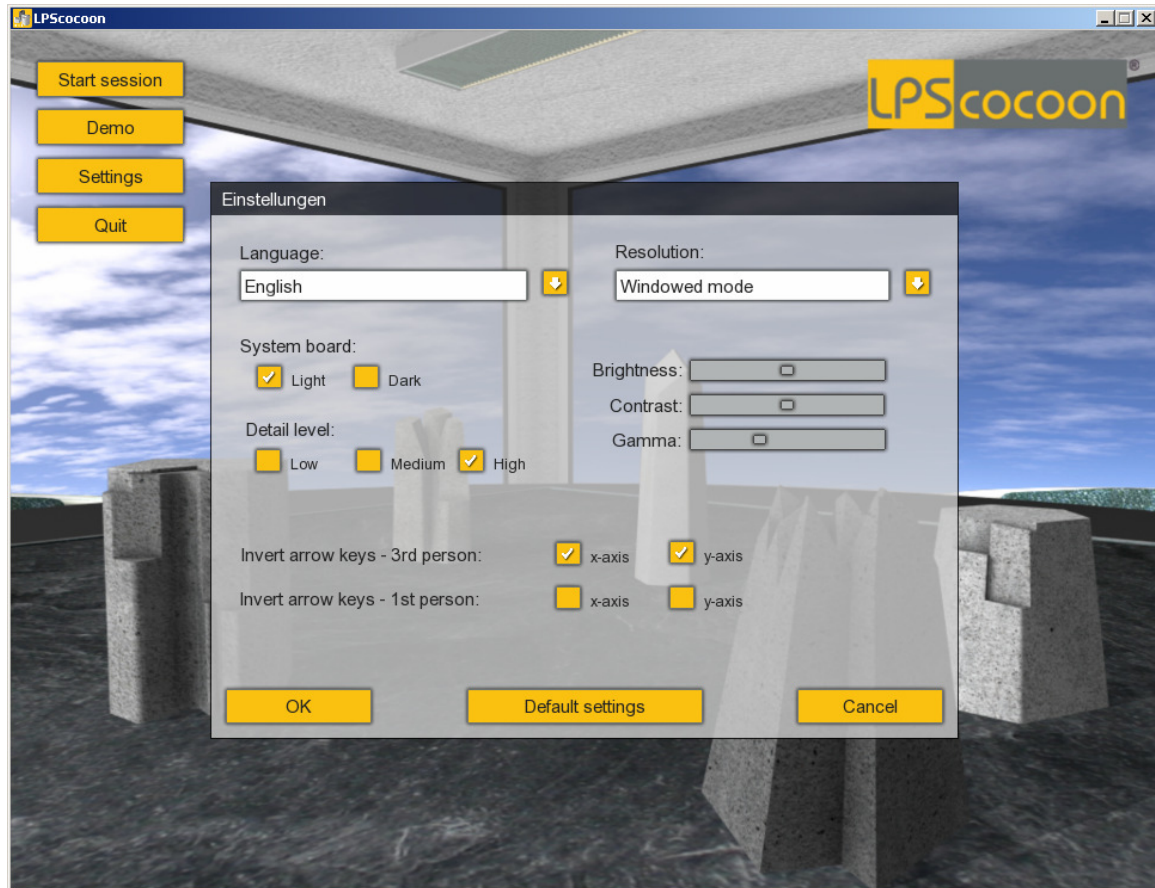 LPScocoon
Start session
Demo
Settings
Quit
LPScocoon ®
Einstellungen
Language:
English
Resolution:
Windowed mode
System board:
Light Dark
Detail level:
Low Medium High
Brightness:
Contrast:
Gamma:
Invert arrow keys - 3rd person: x-axis y-axis
Invert arrow keys - 1st person: x-axis y-axis
OK Default settings Cancel